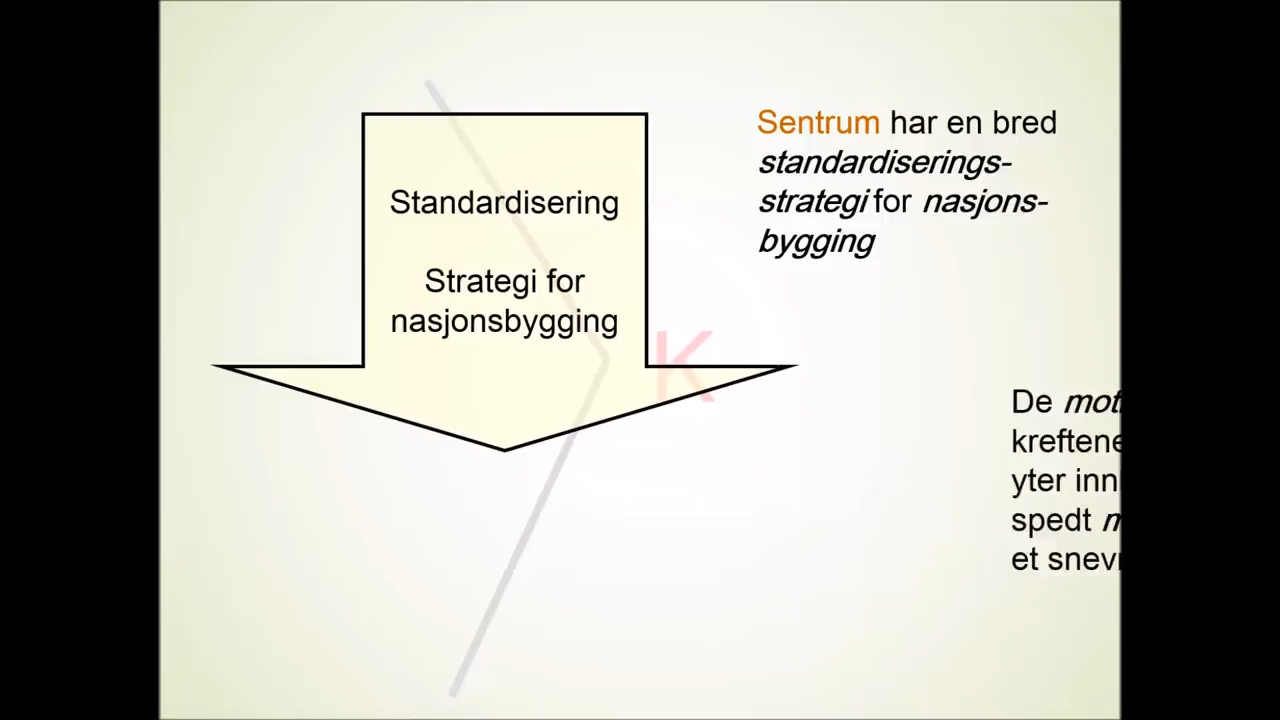 Standardisering
Strategi for
nasjonsbygging
K
Sentrum har en bred
standardiserings-
strategi for nasjons-
bygging
De
kreftene
yter
spedt
et